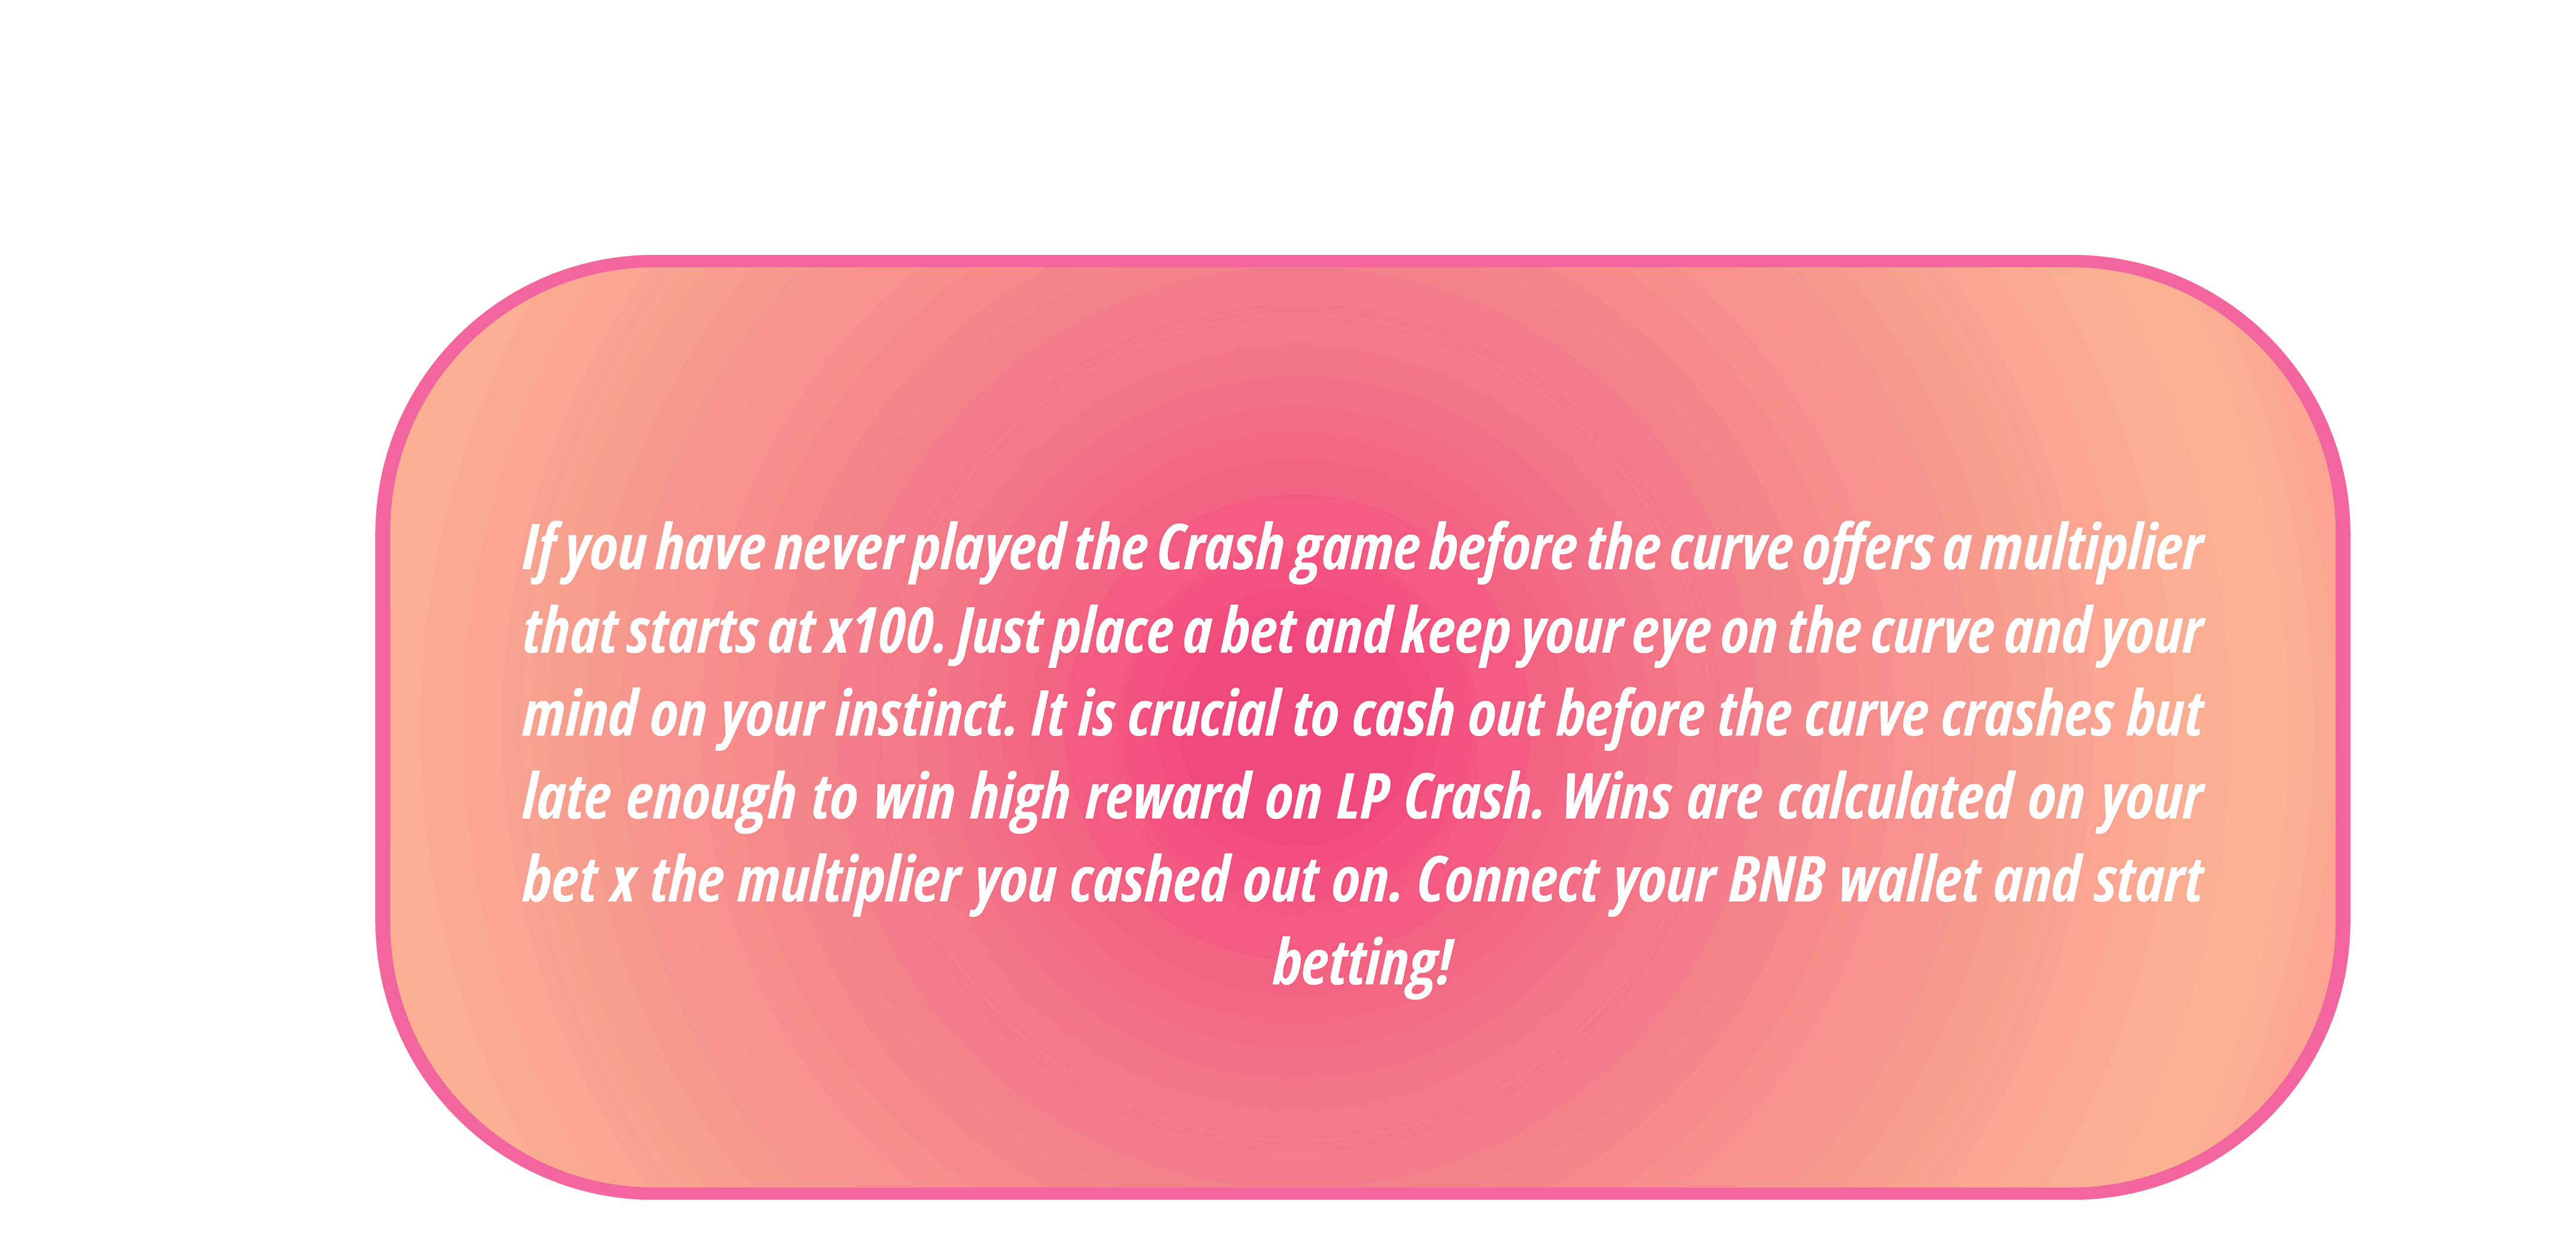 If you have never played the Crash game before the curve offers a multiplier
that starts at x100. Just place a bet and keep your eye on the curve and your
mind on your instinct. It is crucial to cash out before the curve crashes but
late enough to win high reward on LP Crash. Wins are calculated on your
bet x the multiplier you cashed out on. Connect your BNB wallet and start
betting!